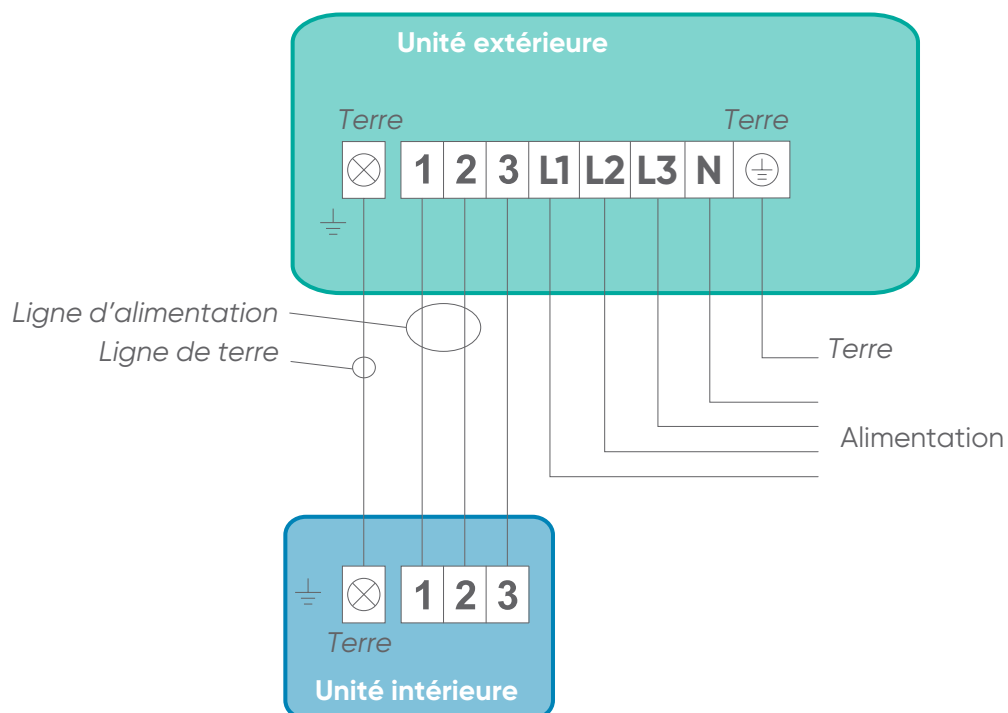 Unité extérieure
Terre
Terre
1 2 3 L1 L2 L3 N
Ligne d’alimentation
Ligne de terre
Terre
Alimentation
1 2 3
Terre
Unité intérieure